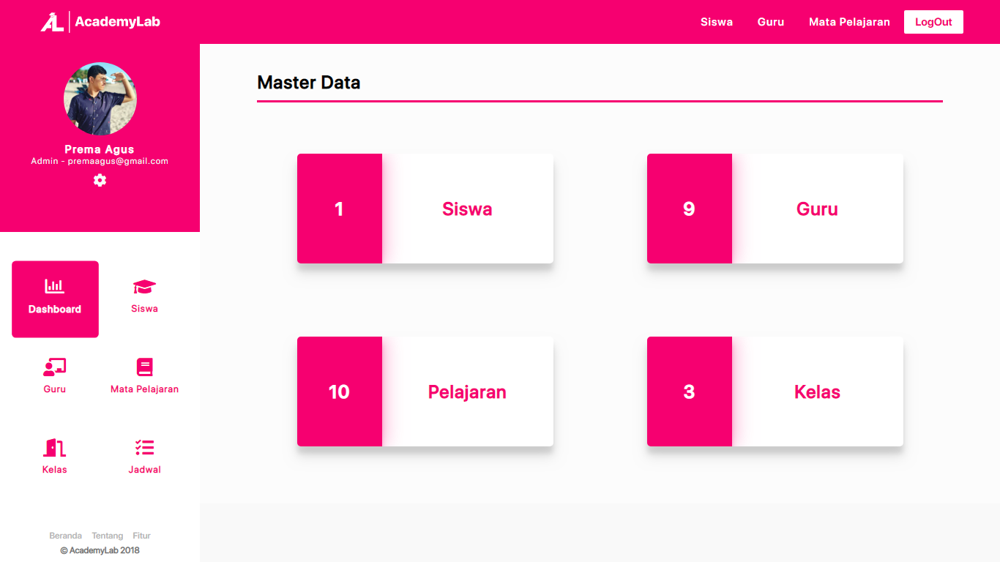 AcademyLab
Siswa Guru Mata Pelajaran LogOut
Prema Agus
Admin - premaagus@gmail.com
Dashboard Siswa
Guru Mata Pelajaran
Kelas Jadwal
Beranda Tentang Fitur
© AcademyLab 2018
Master Data
1 Siswa
9 Guru
10 Pelajaran
3 Kelas